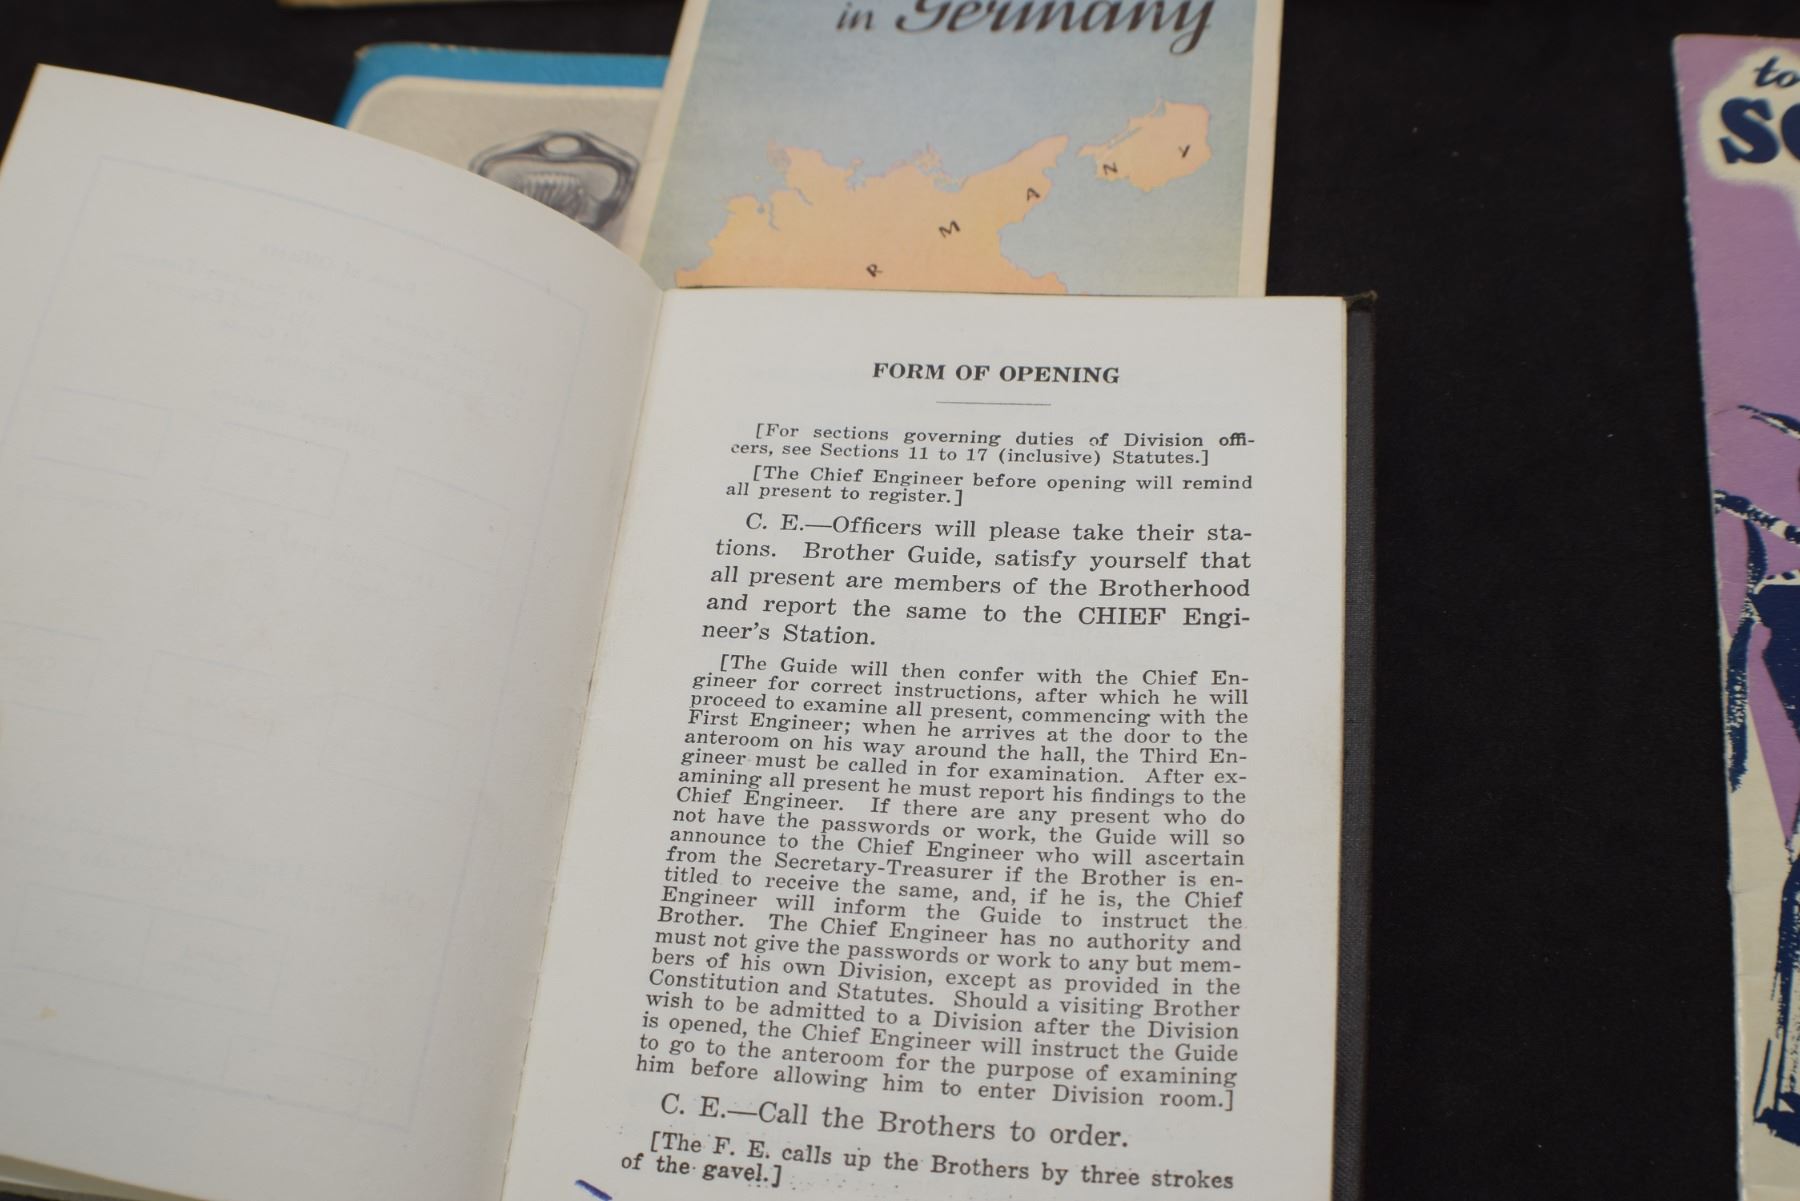 in Germany
R
M
A
N
Y
to
FORM OF OPENING
[For sections governing duties of Division offi-
cers, see Sections 11 to 17 (inclusive) Statutes.]
[The Chief Engineer before opening will remind
all present to register.]
C. E.—Officers will please take their sta-
tions. Brother Guide, satisfy yourself that
all present are members of the Brotherhood
and report the same to the CHIEF Engi-
neer's Station.
[The Guide will then confer with the Chief En-
gineer for correct instructions, after which he will
proceed to examine all present, commencing with the
First Engineer; when he arrives at the door to the
anteroom on his way around the hall, the Third En-
gineer must be called in for examination. After ex-
amining all present he must report his findings to the
Chief Engineer. If there are any present who do
not have the passwords or work, the Guide will so
announce to the Chief Engineer who will ascertain
from the Secretary-Treasurer if the Brother is en-
titled to receive the same, and, if he is, the Chief
Engineer will inform the Guide to instruct the
Brother. The Chief Engineer has no authority and
must not give the passwords or work to any but mem-
bers of his own Division, except as provided in the
Constitution and Statutes. Should a visiting Brother
wish to be admitted to a Division after the Division
is opened, the Chief Engineer will instruct the Guide
to go to the anteroom for the purpose of examining
him before allowing him to enter Division room.]
C. E.—Call the Brothers to order.
[The F. E. calls up the Brothers by three strokes
of the gavel.]